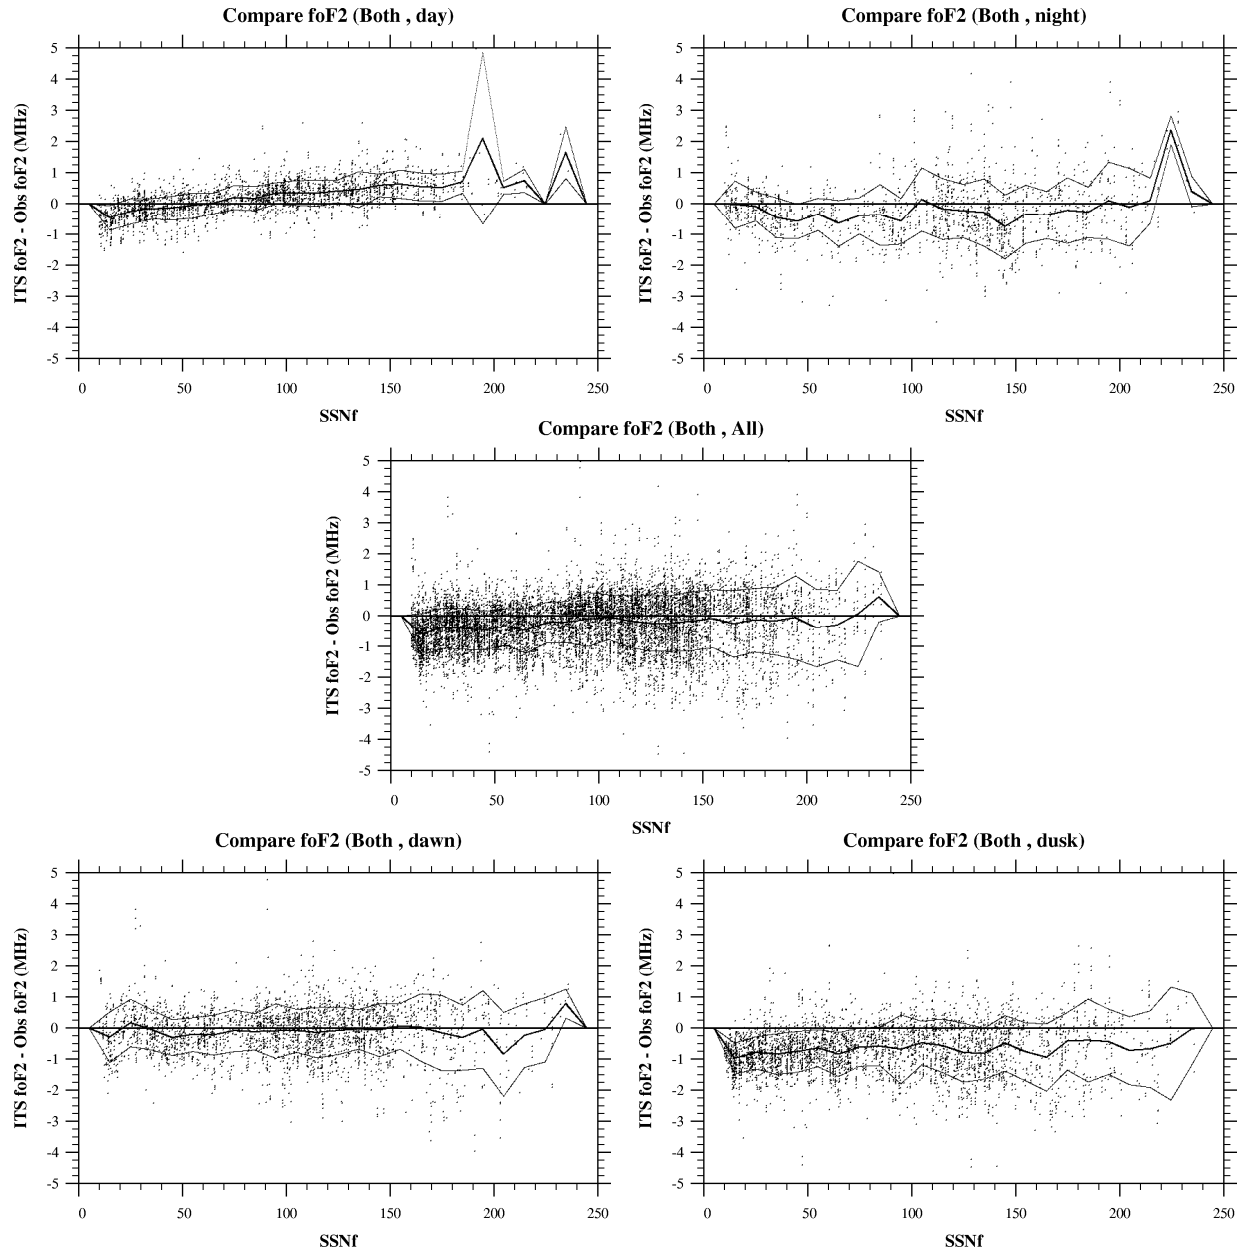 Compare foF2 (Both , day)
5
4
3
2
1
0
-1
-2
-3
-4
-5
ITS foF2 - Obs foF2 (MHz)
0 50 100 150 200 250
SSNf
Compare foF2 (Both , night)
5
4
3
2
1
0
-1
-2
-3
-4
-5
ITS foF2 - Obs foF2 (MHz)
0 50 100 150 200 250
SSNf
Compare foF2 (Both , All)
5
4
3
2
1
0
-1
-2
-3
-4
-5
ITS foF2 - Obs foF2 (MHz)
0 50 100 150 200 250
SSNf
Compare foF2 (Both , dawn)
5
4
3
2
1
0
-1
-2
-3
-4
-5
ITS foF2 - Obs foF2 (MHz)
0 50 100 150 200 250
SSNf
Compare foF2 (Both , dusk)
5
4
3
2
1
0
-1
-2
-3
-4
-5
ITS foF2 - Obs foF2 (MHz)
0 50 100 150 200 250
SSNf